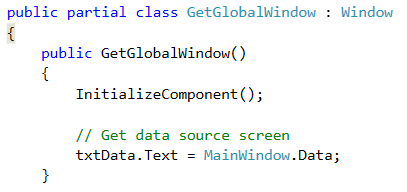 public partial class GetGlobalWindow : Window
{
    public GetGlobalWindow()
    {
        InitializeComponent();

        // Get data source screen
        txtData.Text = MainWindow.Data;
    }